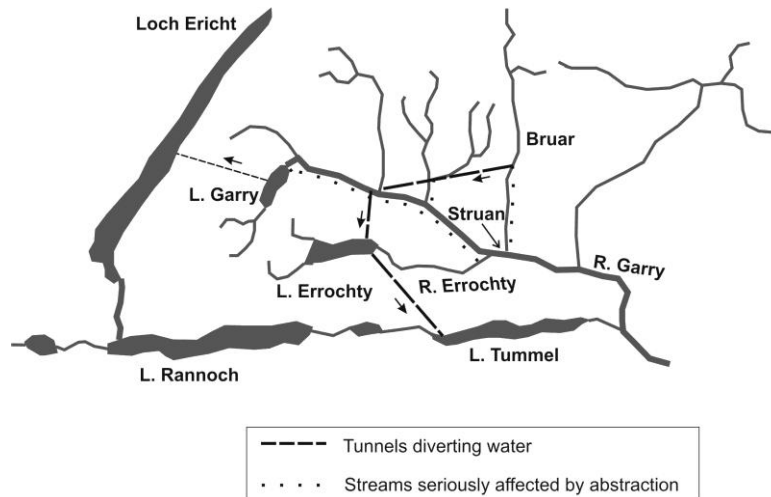 Loch Ericht
Bruar
L. Garry
Struan
R. Garry
L. Errochty
R. Errochty
L. Rannoch
L. Tummel
Tunnels diverting water
Streams seriously affected by abstraction